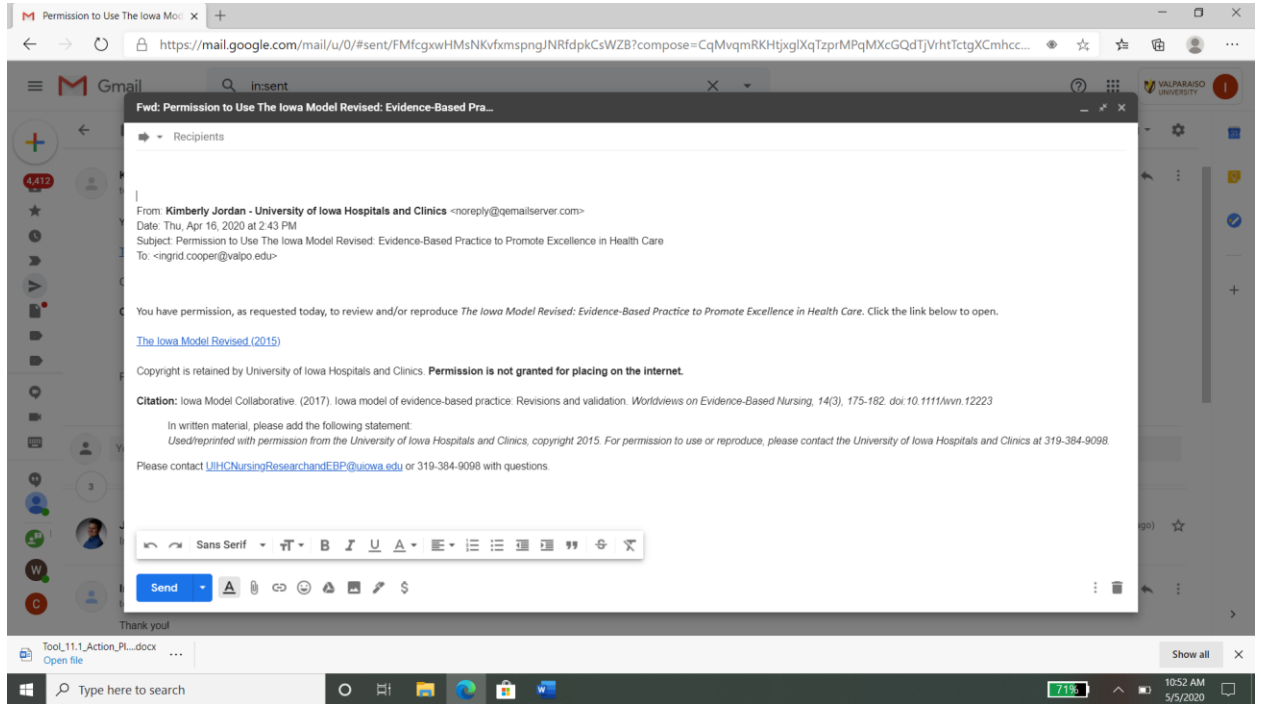 Permission to Use The Iowa Mod
https://mail.google.com/mail/u/0/#sent/FMfcgxwHMsNKvfxmspngJNRfdpkCsWZB?compose=CqMvqmRKHtjxglXqTzprMPqMXcGQdTjVrhtTctgXCmhcc...
Gmail
in:sent
VALPARAISO
UNIVERSITY
I
Fwd: Permission to Use The Iowa Model Revised: Evidence-Based Pra...
Recipients
4,412
From: Kimberly Jordan - University of Iowa Hospitals and Clinics <noreply@qemailserver.com>
Date: Thu, Apr 16, 2020 at 2:43 PM
Subject: Permission to Use The Iowa Model Revised: Evidence-Based Practice to Promote Excellence in Health Care
To: <ingrid.cooper@valpo.edu>
You have permission, as requested today, to review and/or reproduce The Iowa Model Revised: Evidence-Based Practice to Promote Excellence in Health Care. Click the link below to open.
The Iowa Model Revised (2015)
Copyright is retained by University of Iowa Hospitals and Clinics. Permission is not granted for placing on the internet.
Citation: Iowa Model Collaborative. (2017). Iowa model of evidence-based practice: Revisions and validation. Worldviews on Evidence-Based Nursing, 14(3), 175-182. doi:10.1111/wvn.12223
In written material, please add the following statement:
Used/reprinted with permission from the University of Iowa Hospitals and Clinics, copyright 2015. For permission to use or reproduce, please contact the University of Iowa Hospitals and Clinics at 319-384-9098.
Please contact UIHCNursingResearchandEBP@uiowa.edu or 319-384-9098 with questions.
3
ago)
Sans Serif
W
Send
C
Thank you!
Tool_11.1_Action_Pl....docx
Open file
Show all
Type here to search
71%
10:52 AM
5/5/2020